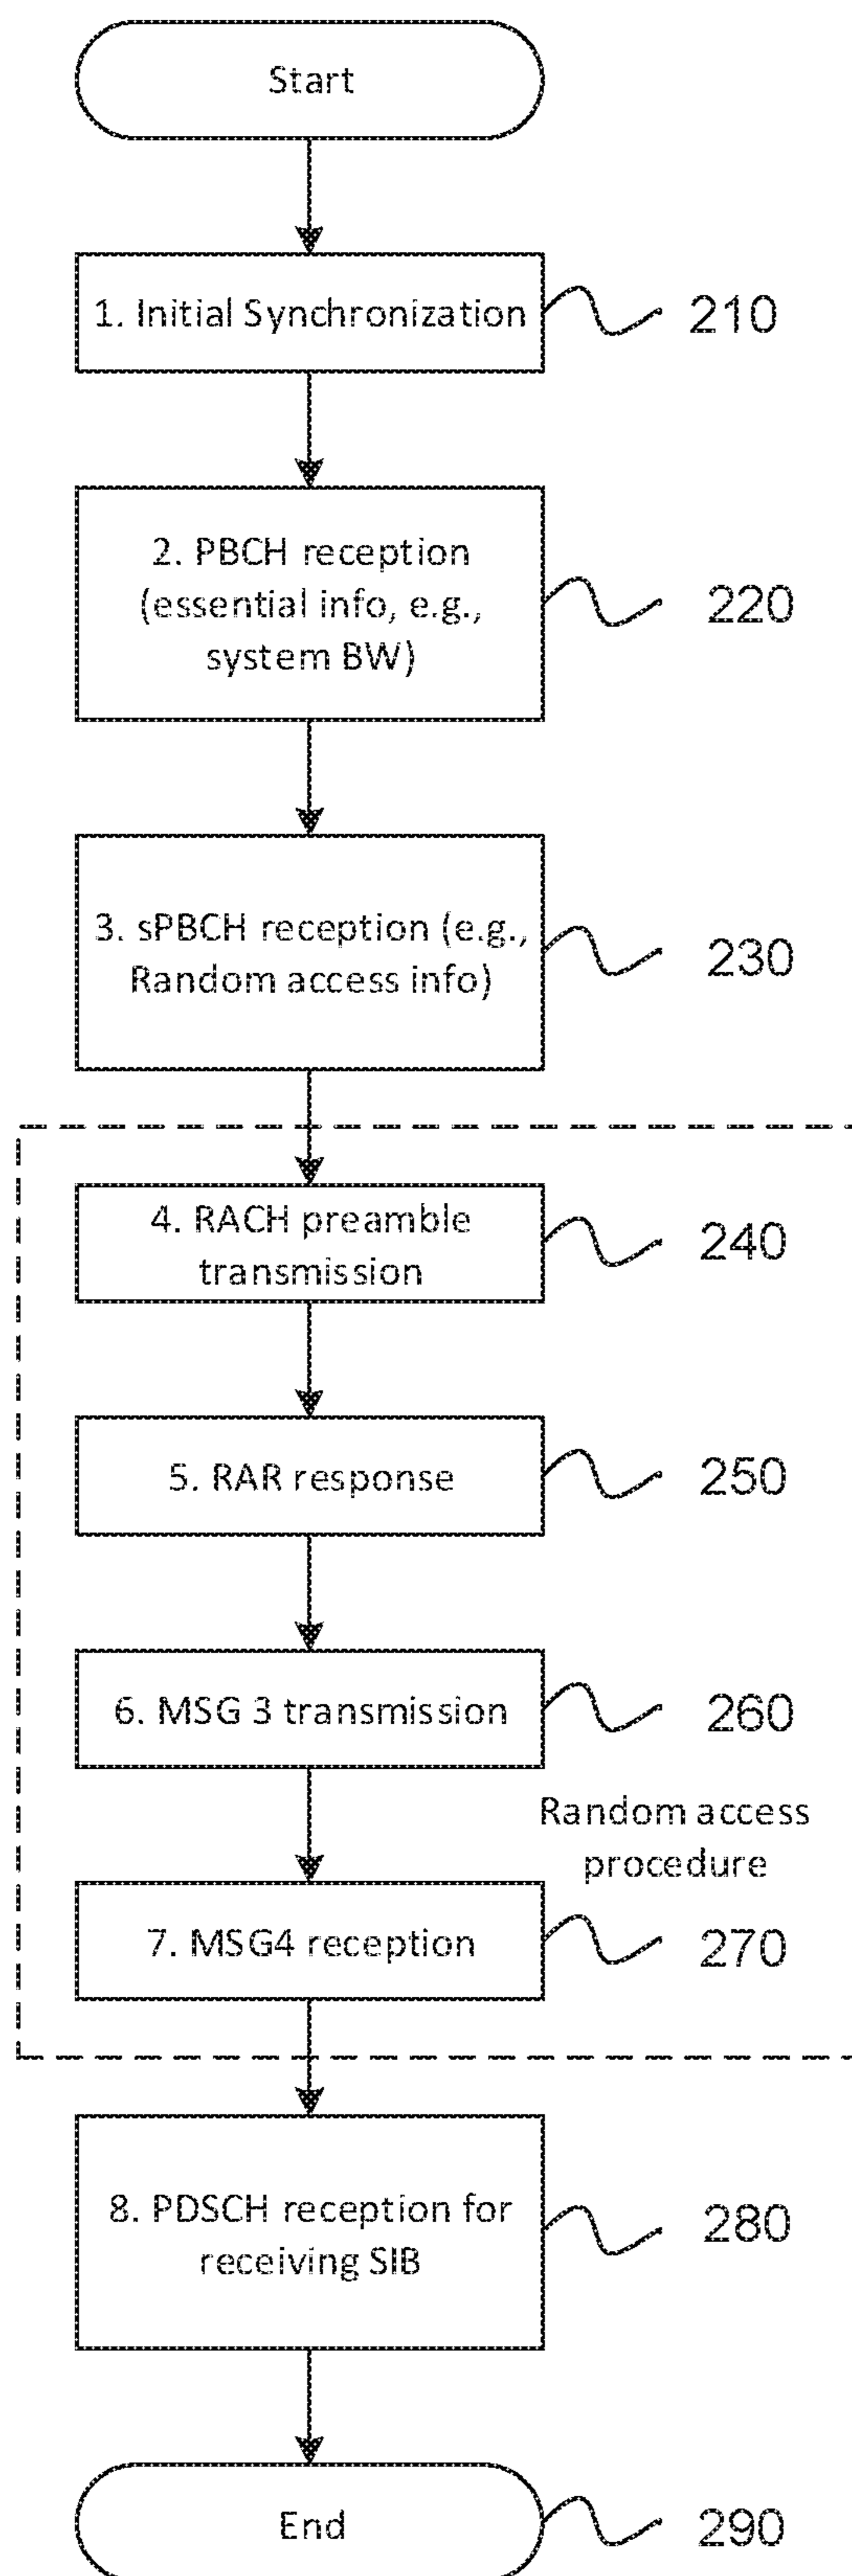 Start
1. Initial Synchronization
210
2. PBCH reception
(essential info, e.g.,
system BW)
220
3. sPBCH reception (e.g.,
Random access info)
230
4. RACH preamble
transmission
240
5. RAR response
250
6. MSG 3 transmission
260
Random access
procedure
7. MSG4 reception
270
8. PDSCH reception for
receiving SIB
280
End
290